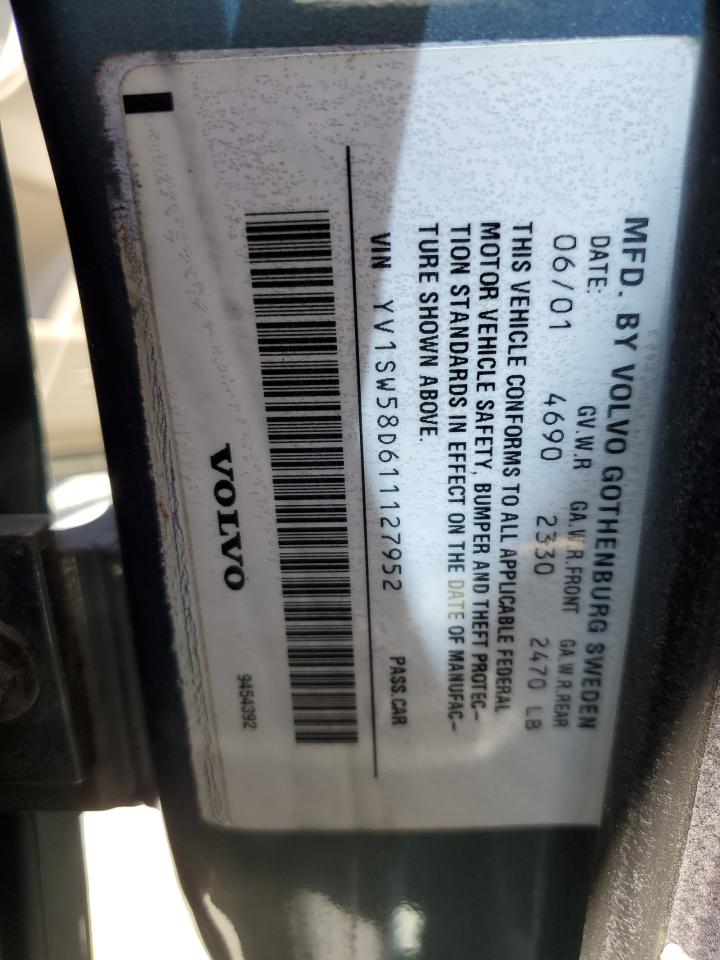 MFD. BY VOLVO GOTHENBURG SWEDEN
DATE: GV.W.R GA.W.R.FRONT GA.W.R.REAR
06/01 4690 2330 2470 LB
THIS VEHICLE CONFORMS TO ALL APPLICABLE FEDERAL
MOTOR VEHICLE SAFETY, BUMPER AND THEFT PROTEC–
TION STANDARDS IN EFFECT ON THE DATE OF MANUFAC–
TURE SHOWN ABOVE.
VIN YV1SW58D611127952 PASS.CAR
VOLVO
9454392